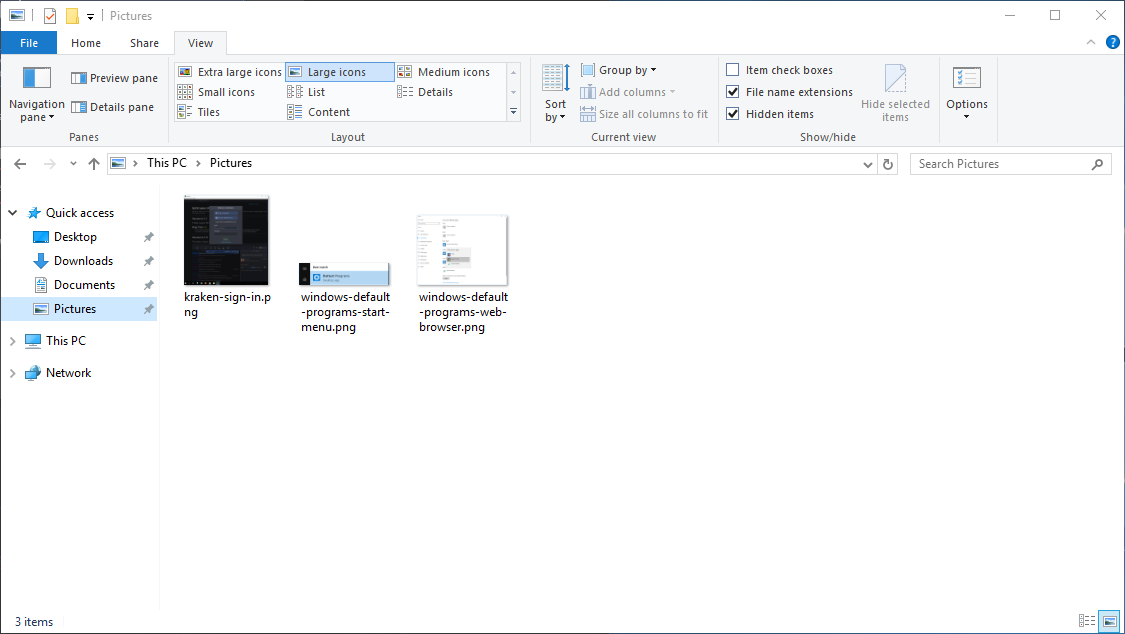 Pictures
File
Home
Share
View
Navigation
pane
Preview pane
Details pane
Panes
Extra large icons
Large icons
Medium icons
Small icons
List
Details
Tiles
Content
Layout
Sort
by
Group by
Add columns
Size all columns to fit
Current view
Item check boxes
File name extensions
Hidden items
Hide selected
items
Show/hide
Options
This PC
Pictures
Search Pictures
Quick access
Desktop
Downloads
Documents
Pictures
This PC
Network
kraken-sign-in.p
ng
windows-default
-programs-start-
menu.png
windows-default
-programs-web-
browser.png
3 items